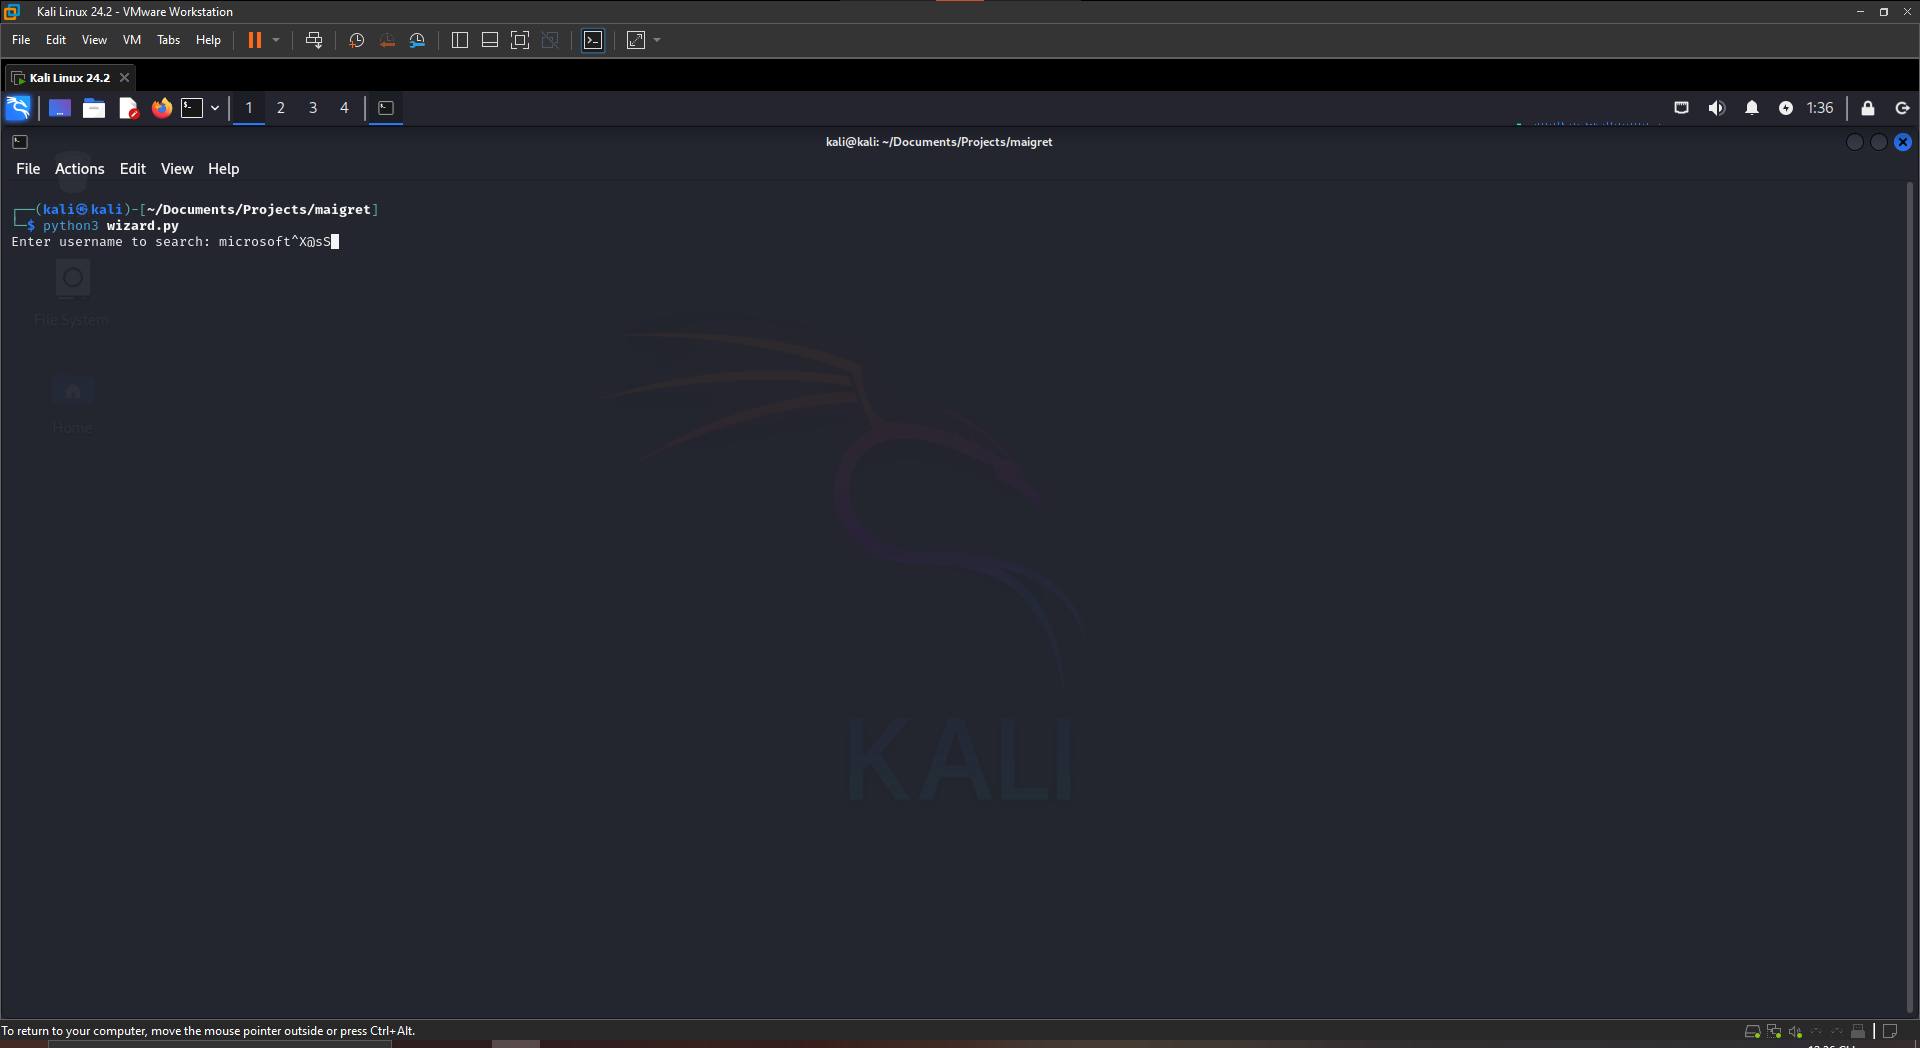 Kali Linux 24.2 - VMware Workstation
File Edit View VM Tabs Help
Kali Linux 24.2
1 2 3 4 1:36
kali@kali: ~/Documents/Projects/maigret
File Actions Edit View Help
┌──(kali㉿kali)-[~/Documents/Projects/maigret]
└─$ python3 wizard.py
Enter username to search: microsoft^X@sS
File System
Home
KALI
To return to your computer, move the mouse pointer outside or press Ctrl+Alt.